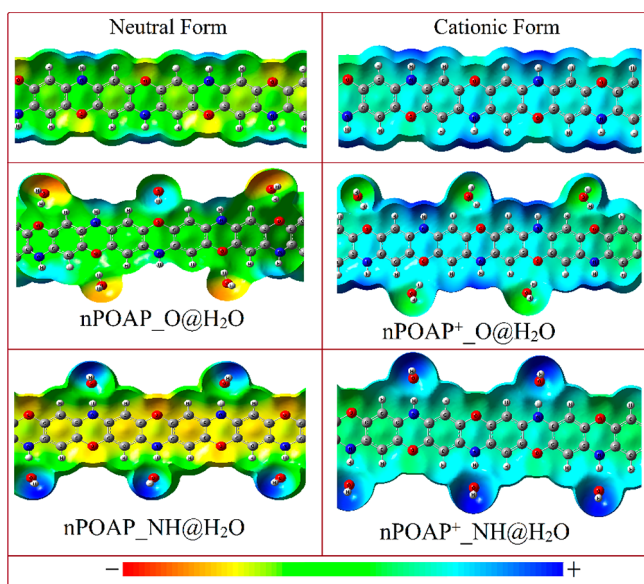 Neutral Form
Cationic Form
nPOAP_O@H₂O
nPOAP⁺_O@H₂O
nPOAP_NH@H₂O
nPOAP⁺_NH@H₂O
− +